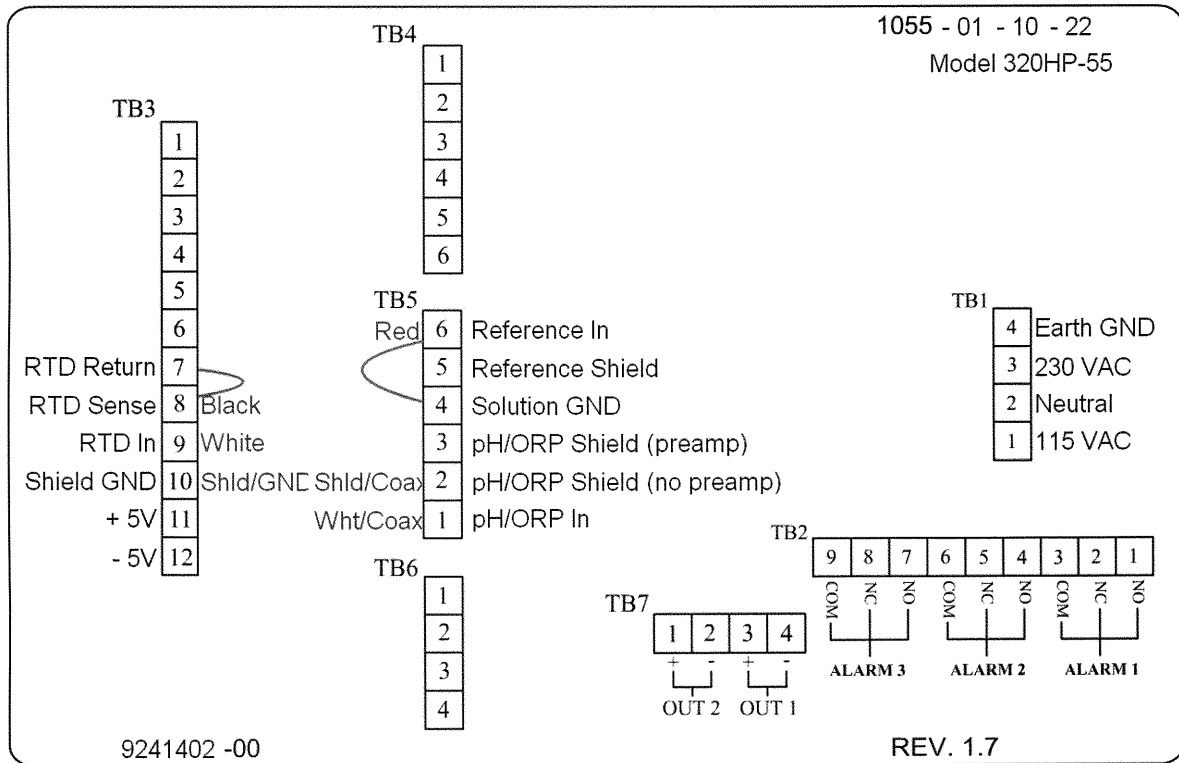 1055 - 01 - 10 - 22
Model 320HP-55
TB3
1
2
3
4
5
6
RTD Return 7
RTD Sense 8 Black
RTD In 9 White
Shield GND 10 Shld/GND
+ 5V 11
- 5V 12
TB4
1
2
3
4
5
6
TB5
Red 6 Reference In
5 Reference Shield
4 Solution GND
3 pH/ORP Shield (preamp)
Shld/Coax 2 pH/ORP Shield (no preamp)
Wht/Coax 1 pH/ORP In
TB6
1
2
3
4
TB1
4 Earth GND
3 230 VAC
2 Neutral
1 115 VAC
TB2
9 8 7 6 5 4 3 2 1
COM NC NO COM NC NO COM NC NO
ALARM 3 ALARM 2 ALARM 1
TB7
1 2 3 4
+ - + -
OUT 2 OUT 1
9241402 -00
REV. 1.7